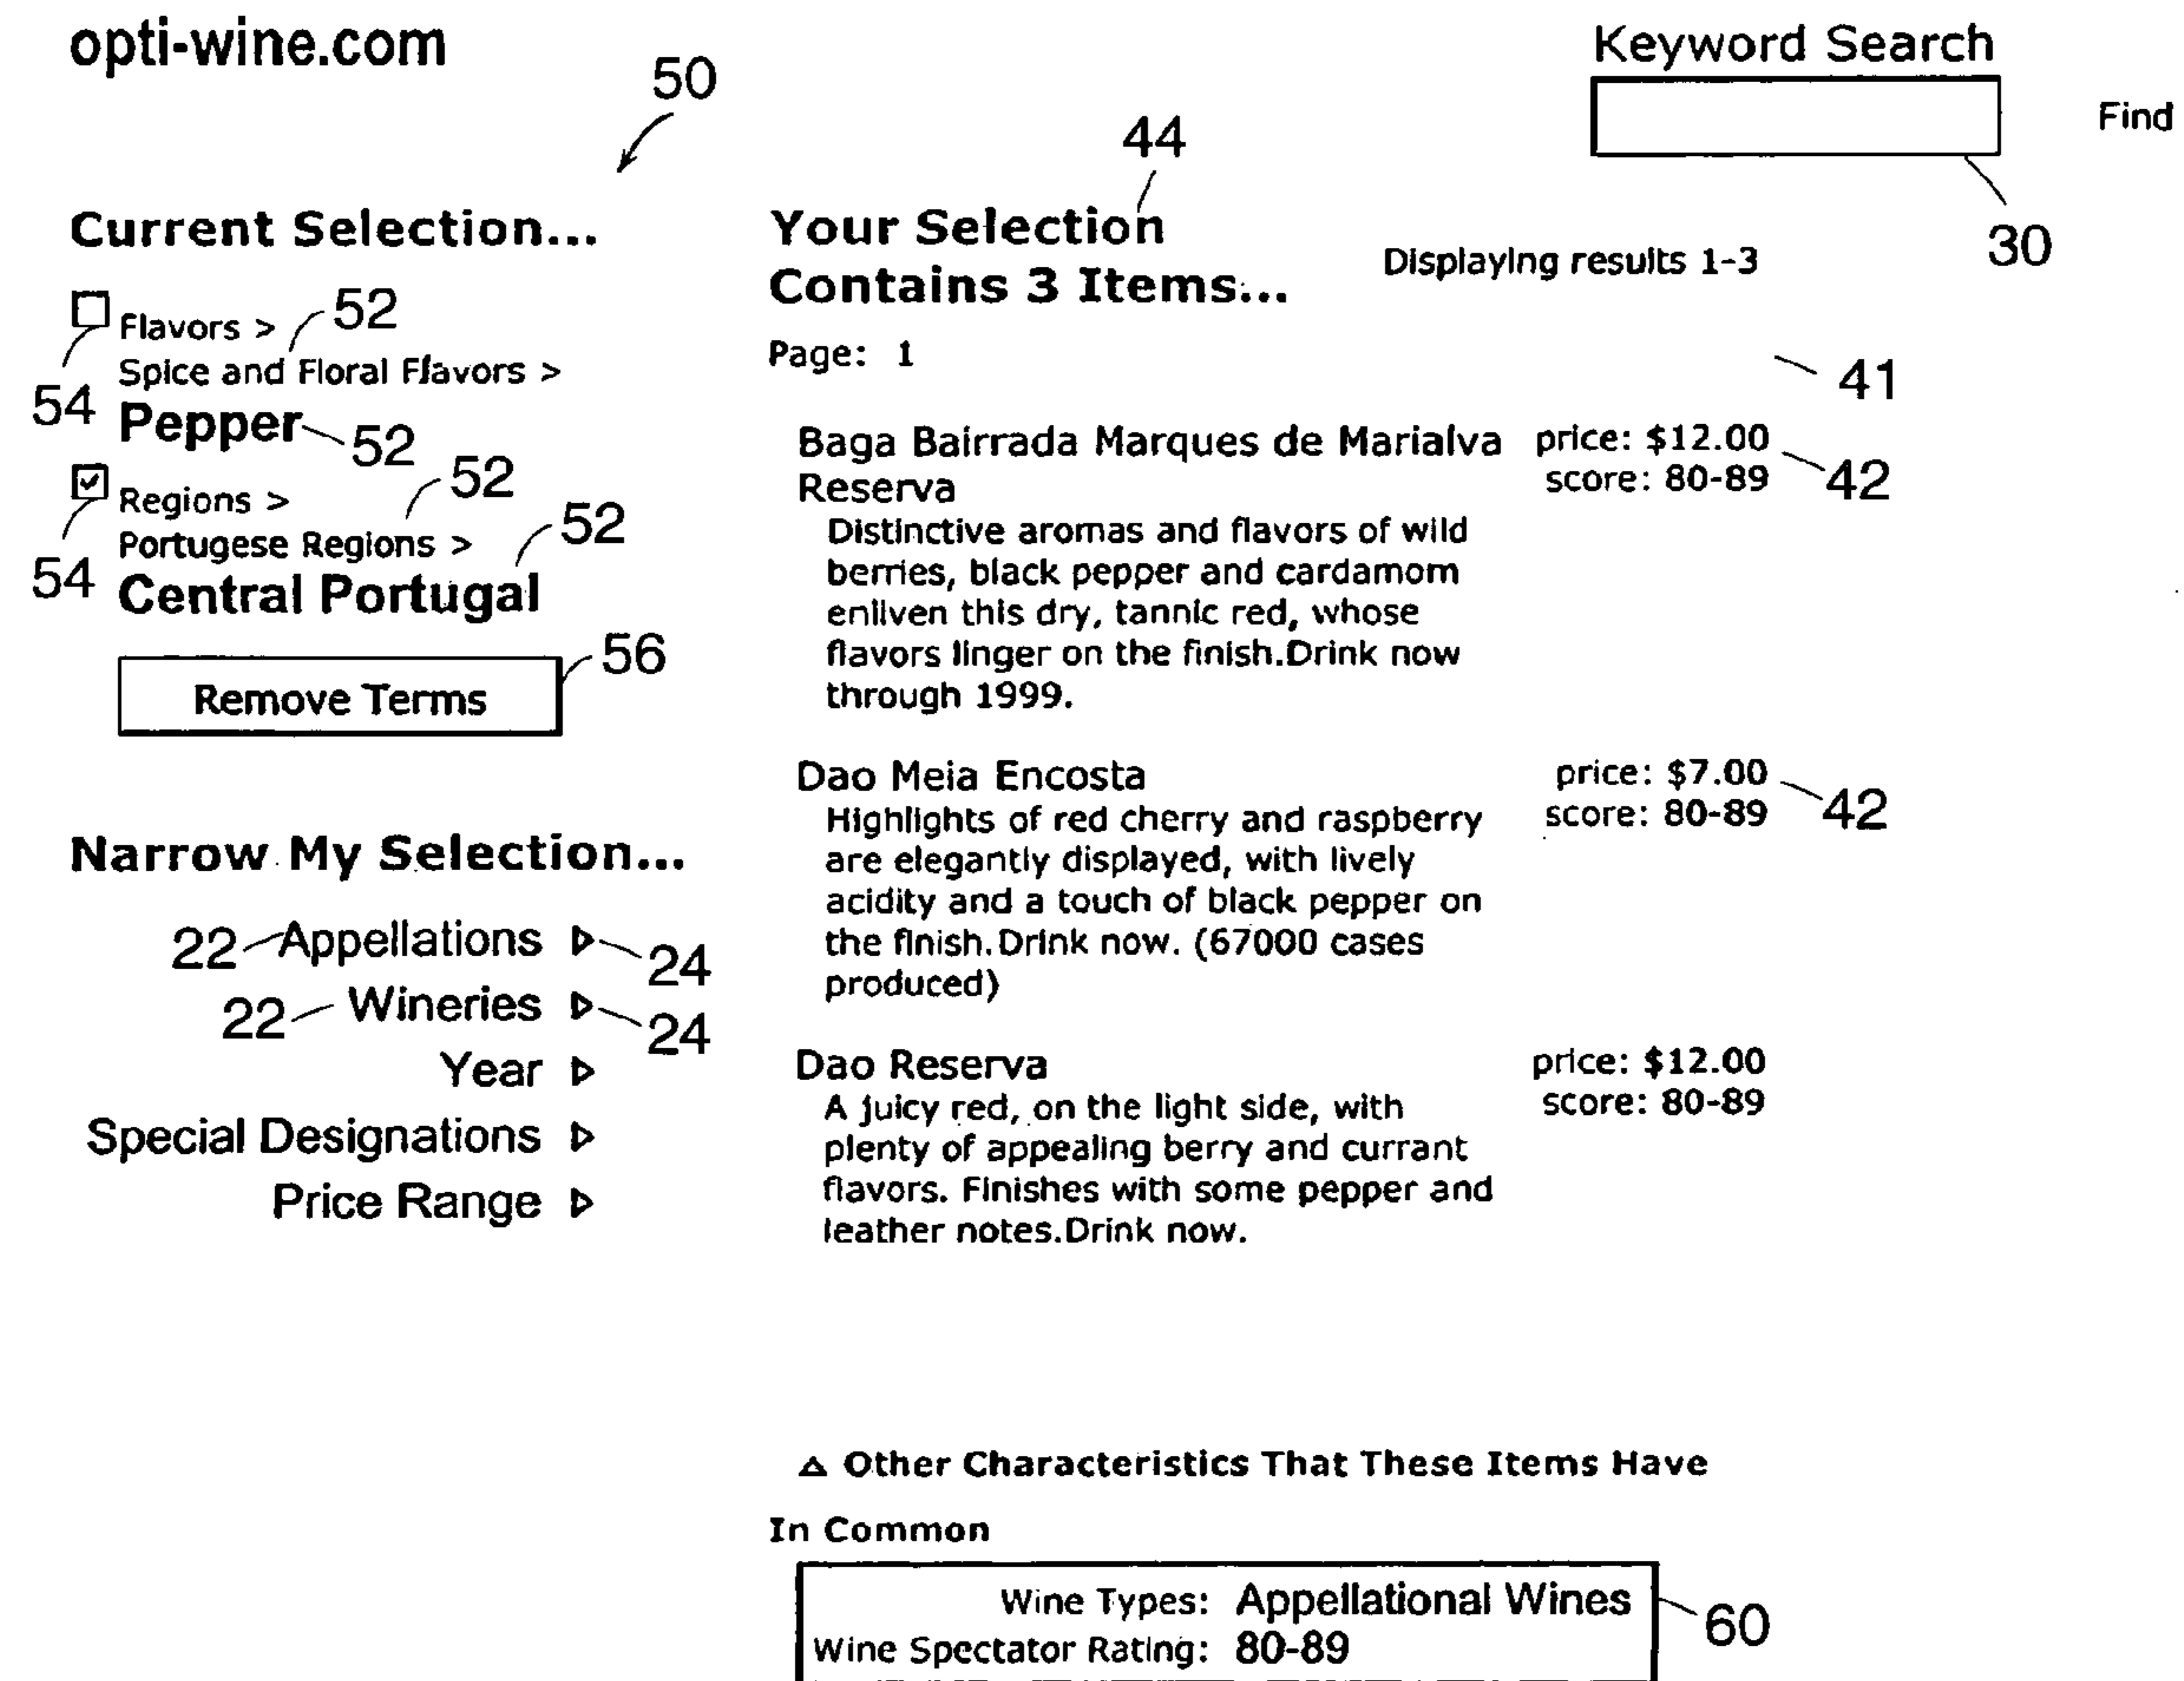 opti-wine.com
50
44
Keyword Search
Find
30
Current Selection...
Flavors >
52
Spice and Floral Flavors >
54
Pepper
52
Regions >
52
Portugese Regions >
52
54
Central Portugal
Remove Terms
56
Narrow My Selection...
22 Appellations 24
22 Wineries 24
Year
Special Designations
Price Range
Your Selection
Contains 3 Items...
Displaying results 1-3
Page: 1
41
Baga Bairrada Marques de Marialva
Reserva
price: $12.00
score: 80-89
42
Distinctive aromas and flavors of wild
berries, black pepper and cardamom
enliven this dry, tannic red, whose
flavors linger on the finish.Drink now
through 1999.
Dao Meia Encosta
price: $7.00
score: 80-89
42
Highlights of red cherry and raspberry
are elegantly displayed, with lively
acidity and a touch of black pepper on
the finish.Drink now. (67000 cases
produced)
Dao Reserva
price: $12.00
score: 80-89
A juicy red, on the light side, with
plenty of appealing berry and currant
flavors. Finishes with some pepper and
leather notes.Drink now.
Other Characteristics That These Items Have
In Common
Wine Types: Appellational Wines
Wine Spectator Rating: 80-89
60